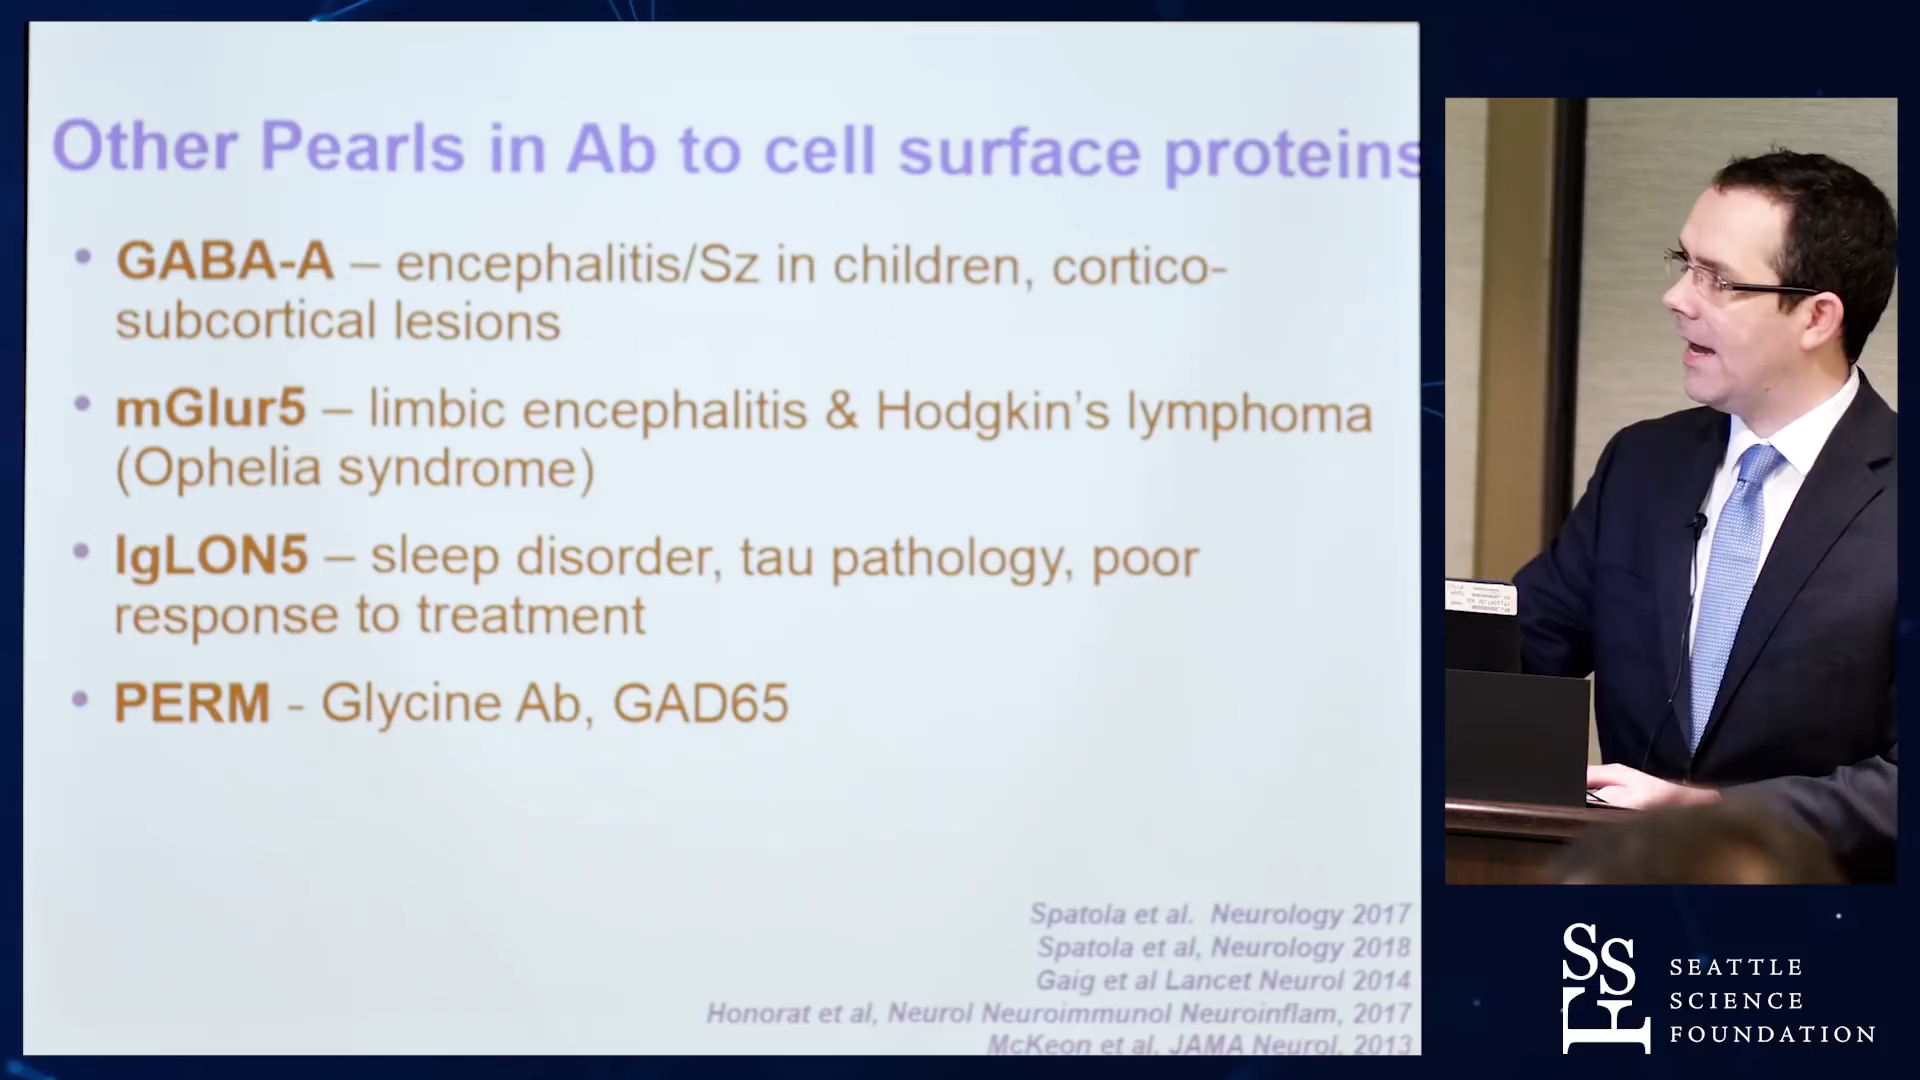 Other Pearls in Ab to cell surface proteins
• GABA-A – encephalitis/Sz in children, cortico-
subcortical lesions
• mGlur5 – limbic encephalitis & Hodgkin's lymphoma
(Ophelia syndrome)
• IgLON5 – sleep disorder, tau pathology, poor
response to treatment
• PERM - Glycine Ab, GAD65
Spatola et al. Neurology 2017
Spatola et al, Neurology 2018
Gaig et al Lancet Neurol 2014
Honorat et al, Neurol Neuroimmunol Neuroinflam, 2017
McKeon et al. JAMA Neurol. 2013
SSF
SEATTLE
SCIENCE
FOUNDATION